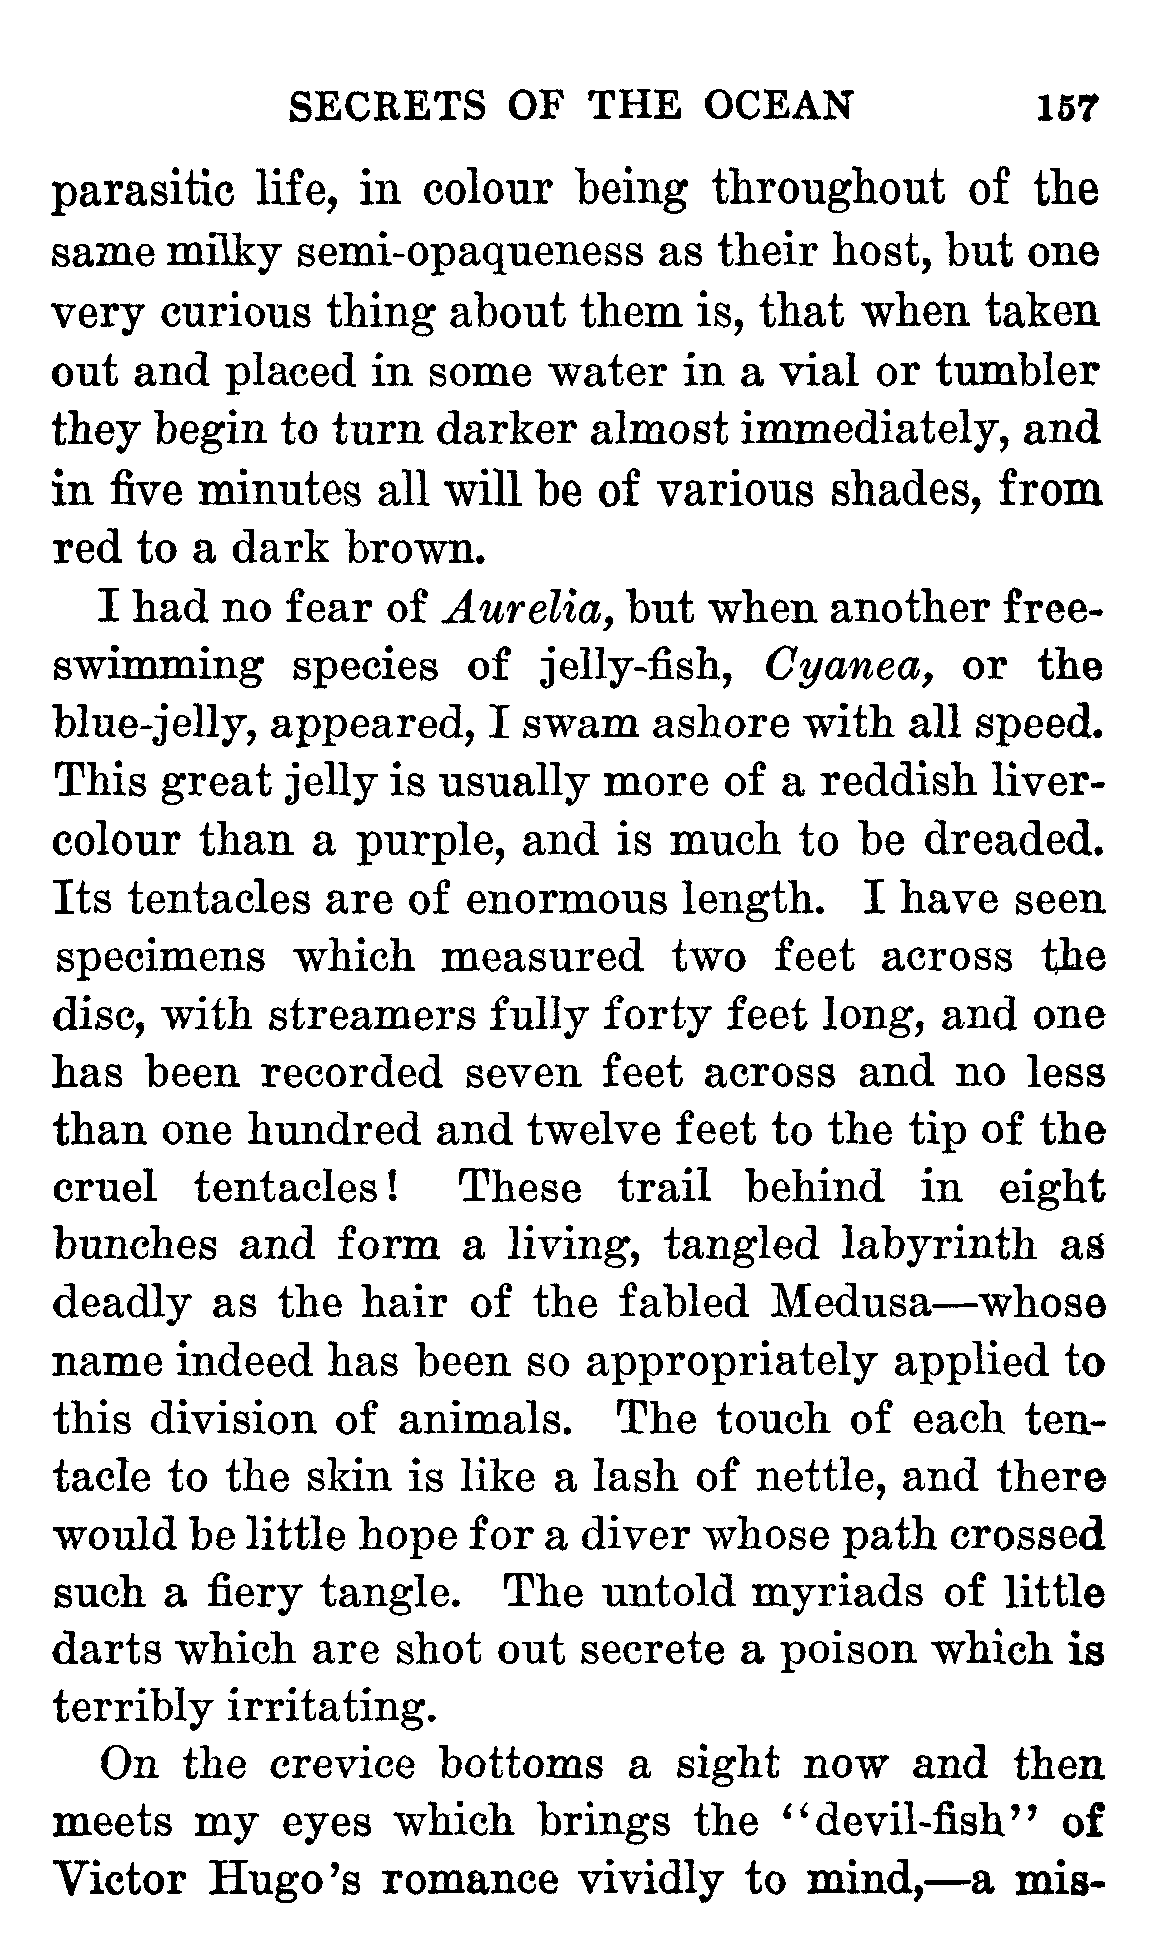 SECRETS OF THE OCEAN 157
parasitic life, in colour being throughout of the
same milky semi-opaqueness as their host, but one
very curious thing about them is, that when taken
out and placed in some water in a vial or tumbler
they begin to turn darker almost immediately, and
in five minutes all will be of various shades, from
red to a dark brown.
I had no fear of Aurelia, but when another free-
swimming species of jelly-fish, Cyanea, or the
blue-jelly, appeared, I swam ashore with all speed.
This great jelly is usually more of a reddish liver-
colour than a purple, and is much to be dreaded.
Its tentacles are of enormous length. I have seen
specimens which measured two feet across the
disc, with streamers fully forty feet long, and one
has been recorded seven feet across and no less
than one hundred and twelve feet to the tip of the
cruel tentacles! These trail behind in eight
bunches and form a living, tangled labyrinth as
deadly as the hair of the fabled Medusa—whose
name indeed has been so appropriately applied to
this division of animals. The touch of each ten-
tacle to the skin is like a lash of nettle, and there
would be little hope for a diver whose path crossed
such a fiery tangle. The untold myriads of little
darts which are shot out secrete a poison which is
terribly irritating.
On the crevice bottoms a sight now and then
meets my eyes which brings the “devil-fish” of
Victor Hugo’s romance vividly to mind,—a mis-